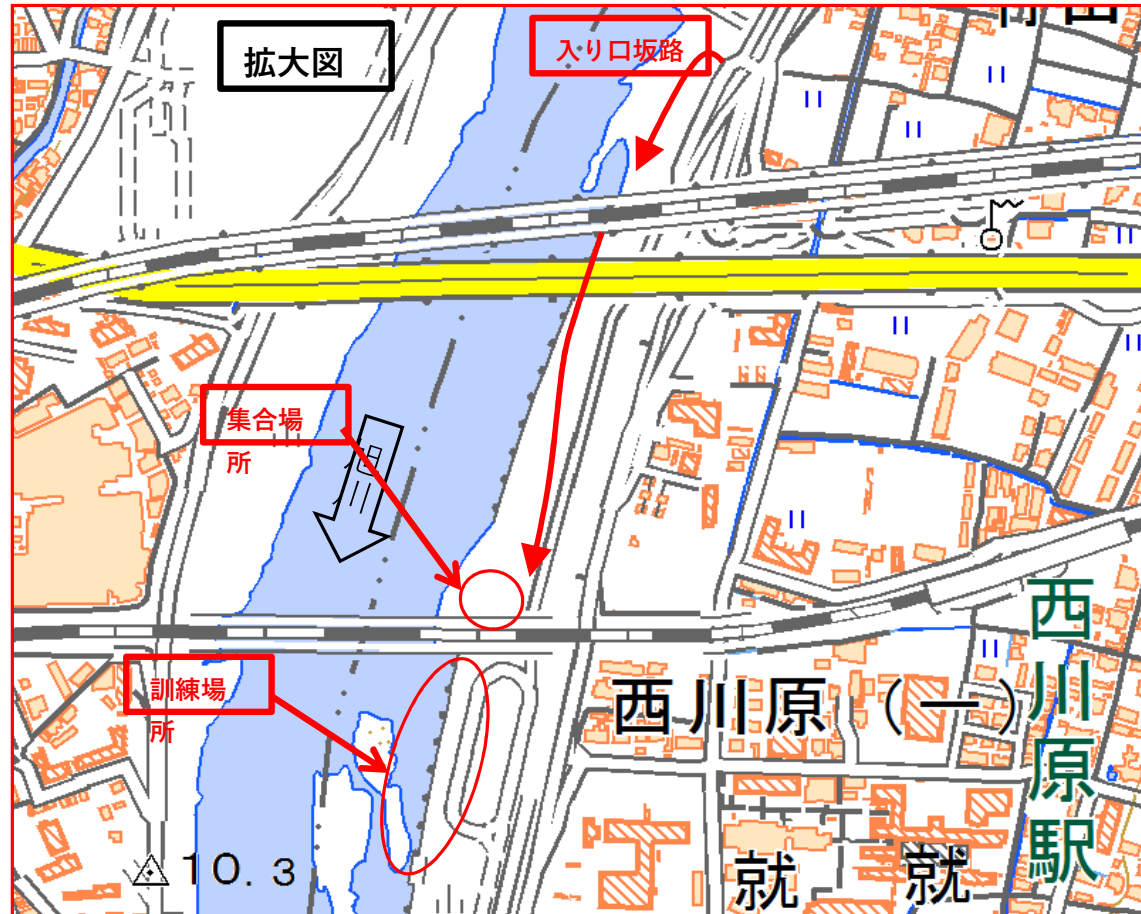 拡大図
入り口坂路
集合場
所
旭
川
訓練場
所
西川原(一)
西川原駅
10.3
就
就